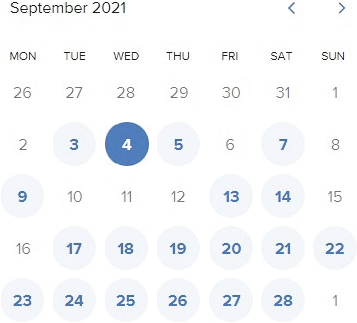 September 2021
MON TUE WED THU FRI SAT SUN
26 27 28 29 30 31 1
2 3 4 5 6 7 8
9 10 11 12 13 14 15
16 17 18 19 20 21 22
23 24 25 26 27 28 1